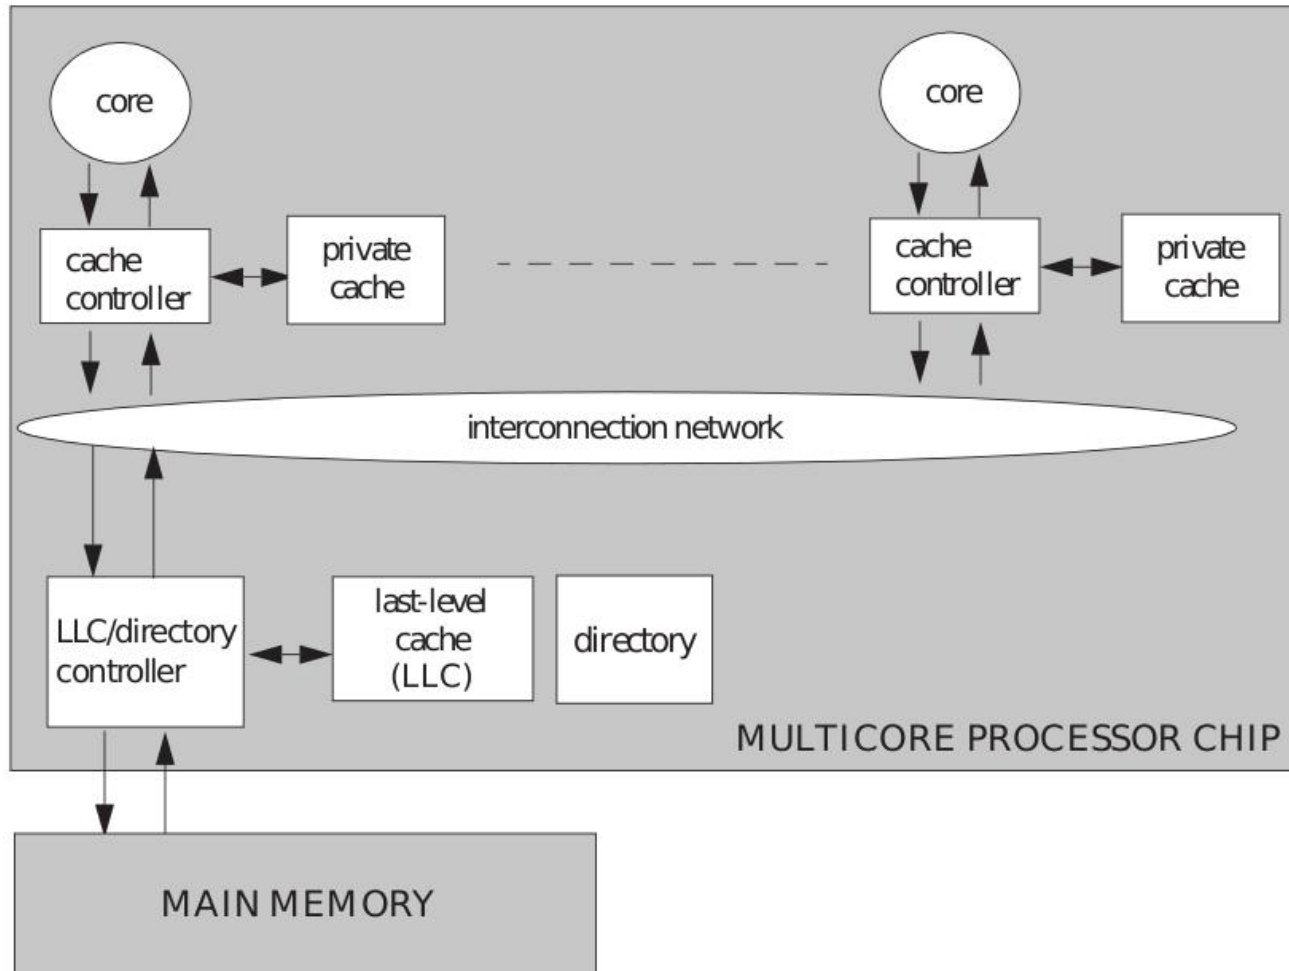 core
core
cache
controller
private
cache
cache
controller
private
cache
interconnection network
LLC/directory
controller
last-level
cache
(LLC)
directory
MULTICORE PROCESSOR CHIP
MAIN MEMORY